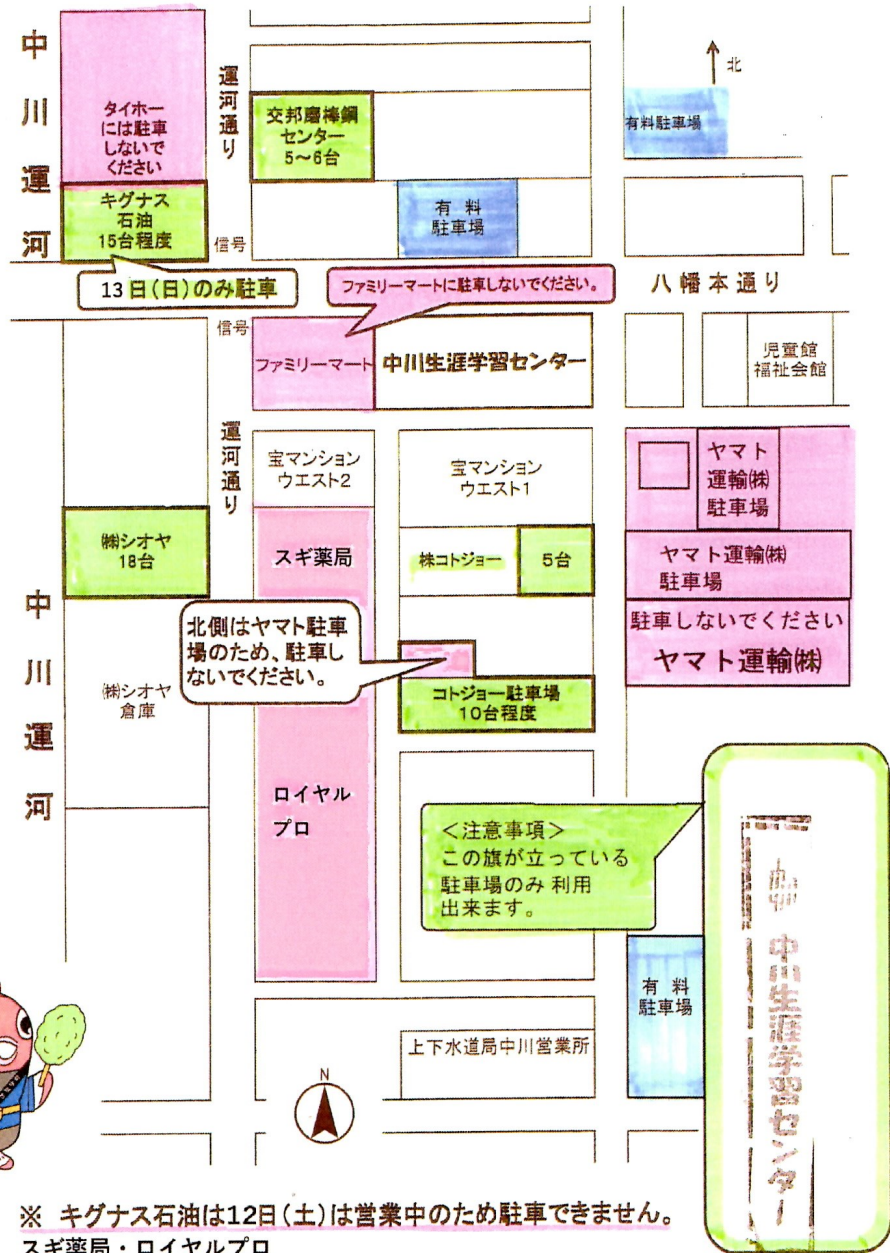 中川運河
タイホー
には駐車
しないで
ください
運河通り
交邦磨棒鋼
センター
5〜6台
北
有料駐車場
キグナス
石油
15台程度
信号
有 料
駐車場
13日(日)のみ駐車
ファミリーマートに駐車しないでください。
八幡本通り
信号
ファミリーマート
中川生涯学習センター
児童館
福祉会館
運河通り
宝マンション
ウエスト2
宝マンション
ウエスト1
ヤマト
運輸㈱
駐車場
㈱シオヤ
18台
スギ薬局
株コトジョー
5台
ヤマト運輸㈱
駐車場
中川運河
北側はヤマト駐車
場のため、駐車し
ないでください。
駐車しないでください
ヤマト運輸㈱
㈱シオヤ
倉庫
コトジョー駐車場
10台程度
ロイヤル
プロ
<注意事項>
この旗が立っている
駐車場のみ 利用
出来ます。
中川生涯学習センター
有 料
駐車場
上下水道局中川営業所
N
※ キグナス石油は12日(土)は営業中のため駐車できません。
スギ薬局・ロイヤルプロ